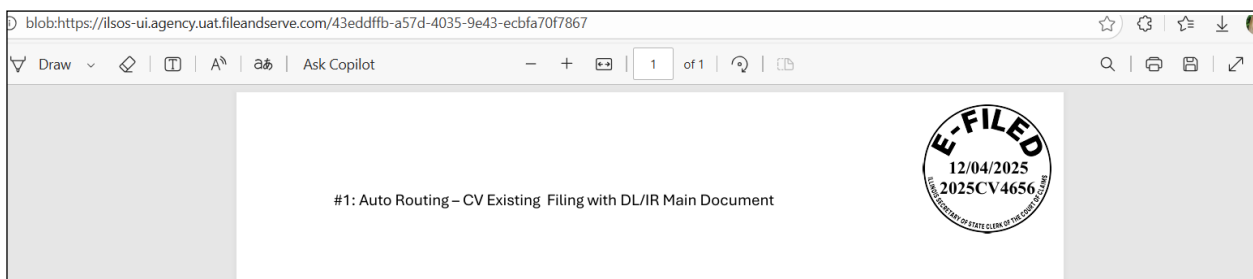 blob:https://ilsos-ui.agency.uat.fileandserve.com/43eddffb-a57d-4035-9e43-ecbfa70f7867
Draw T A aあ Ask Copilot 1 of 1
E-FILED
12/04/2025
2025CV4656
ILLINOIS SECRETARY OF STATE CLERK OF THE COURT OF CLAIMS
#1: Auto Routing – CV Existing  Filing with DL/IR Main Document